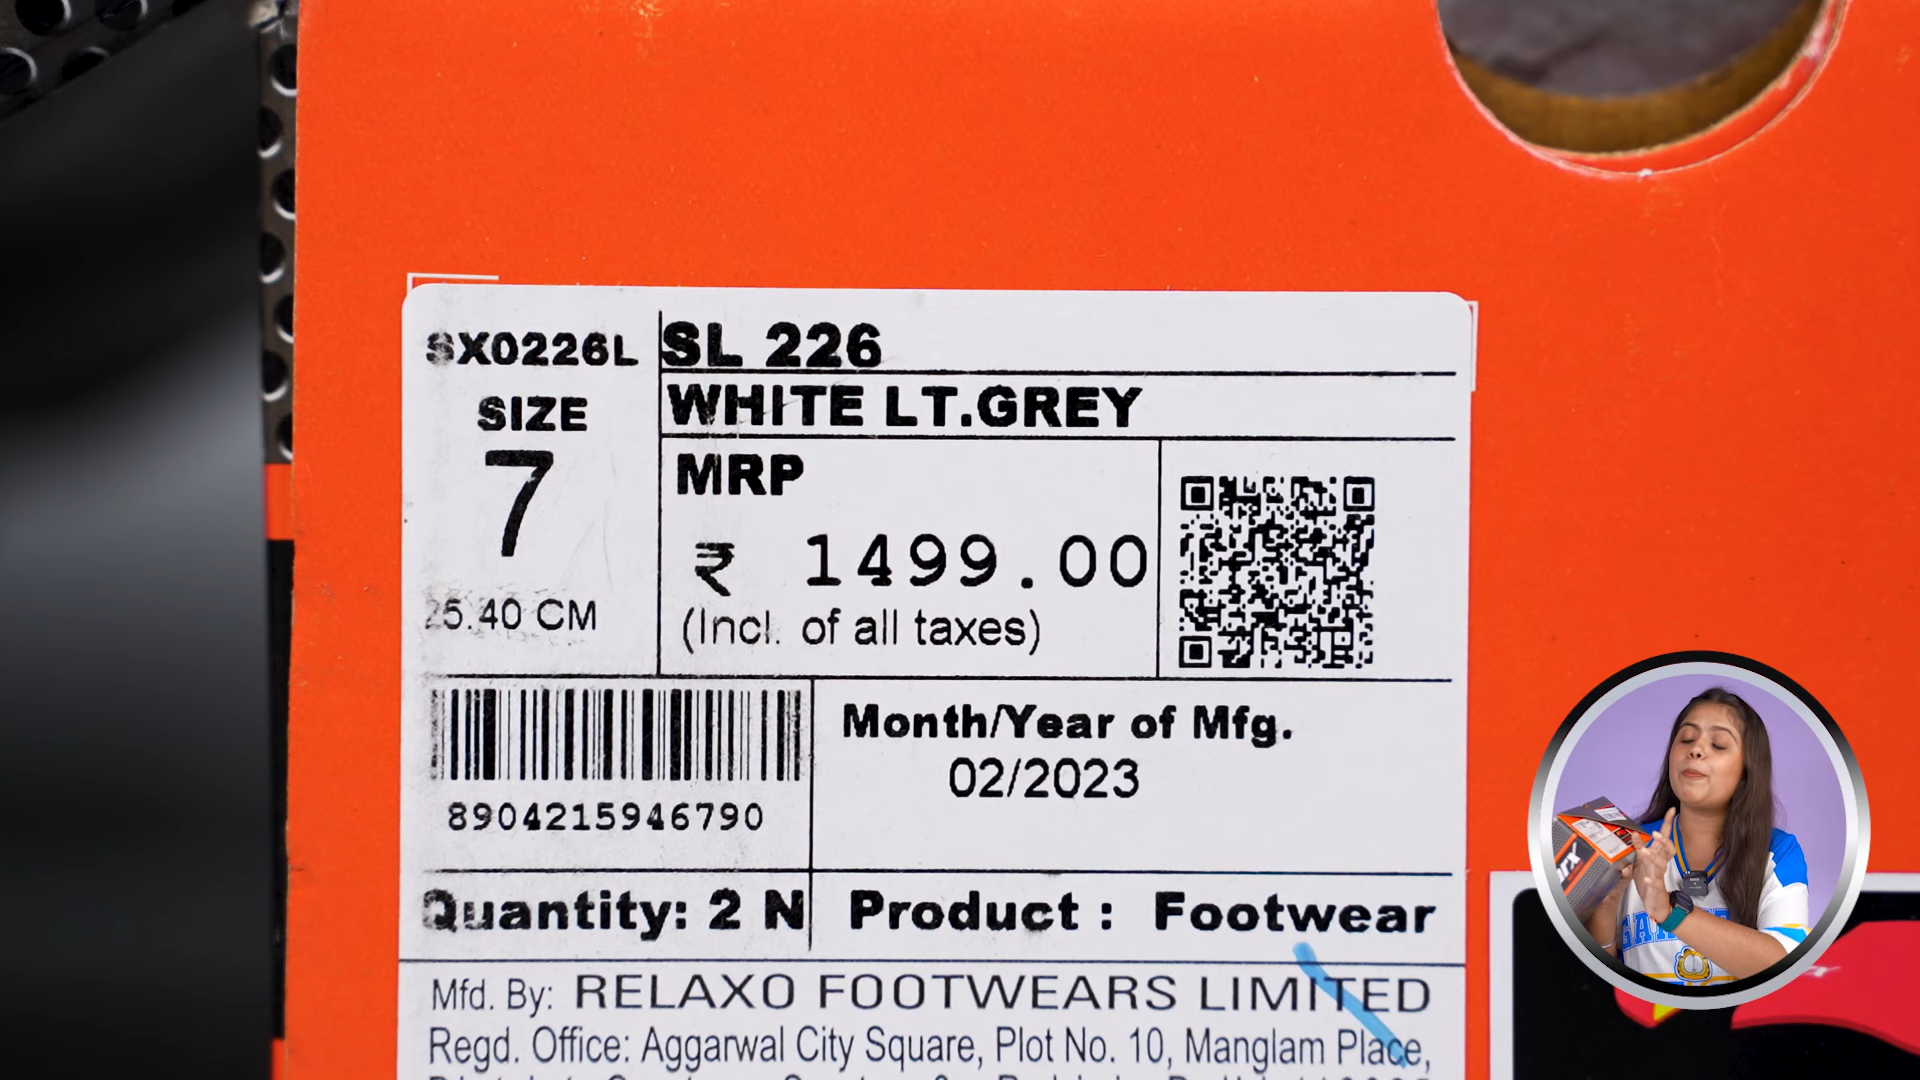 SX0226L
SL 226
SIZE
7
25.40 CM
WHITE LT.GREY
MRP
₹ 1499.00
(Incl. of all taxes)
8904215946790
Month/Year of Mfg.
02/2023
Quantity: 2 N
Product : Footwear
Mfd. By: RELAXO FOOTWEARS LIMITED
Regd. Office: Aggarwal City Square, Plot No. 10, Manglam Place,